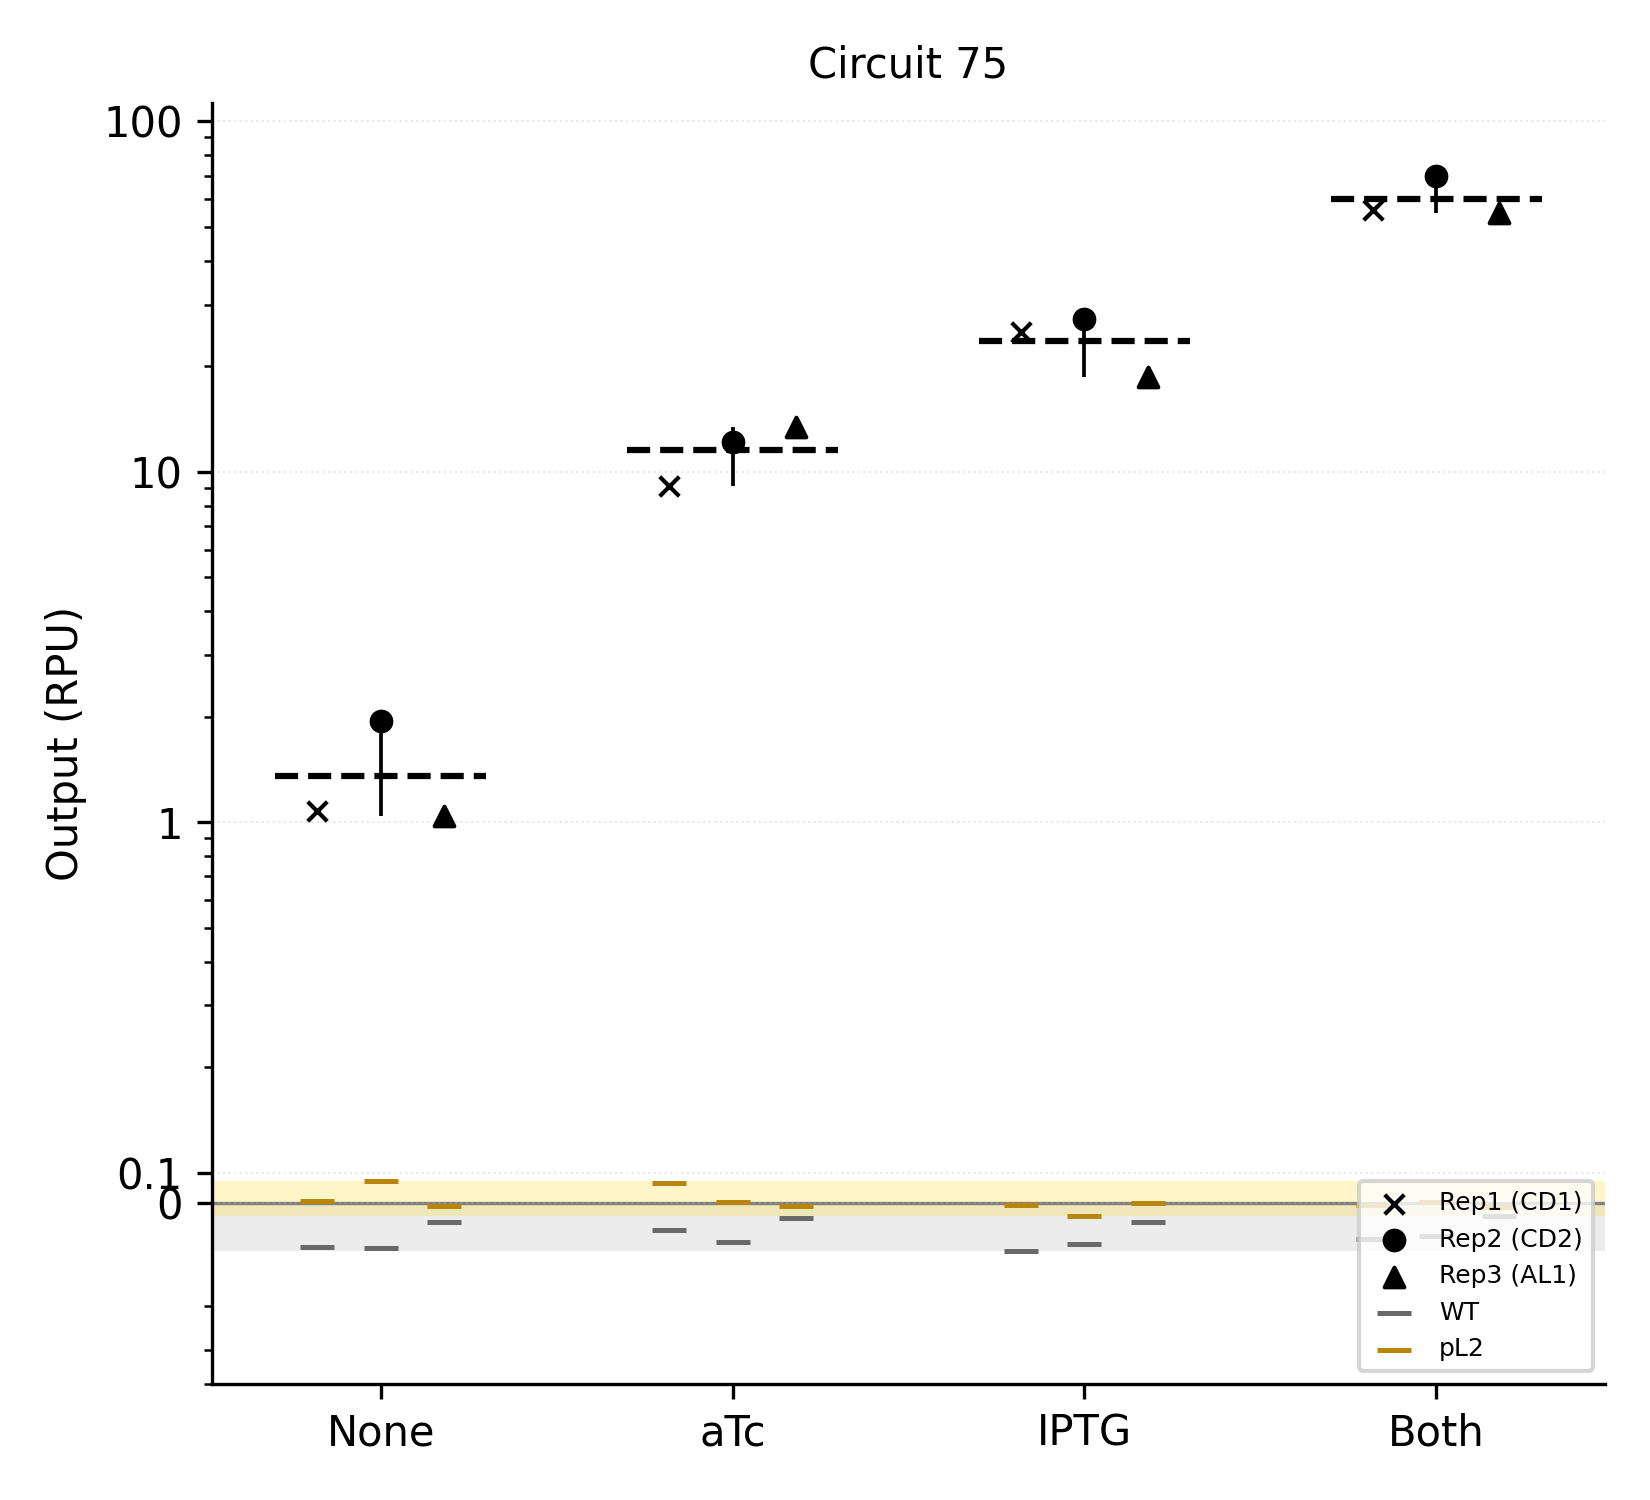 Circuit 75
100
10
1
0.1
0
Output (RPU)
None
aTc
IPTG
Both
Rep1 (CD1)
Rep2 (CD2)
Rep3 (AL1)
WT
pL2